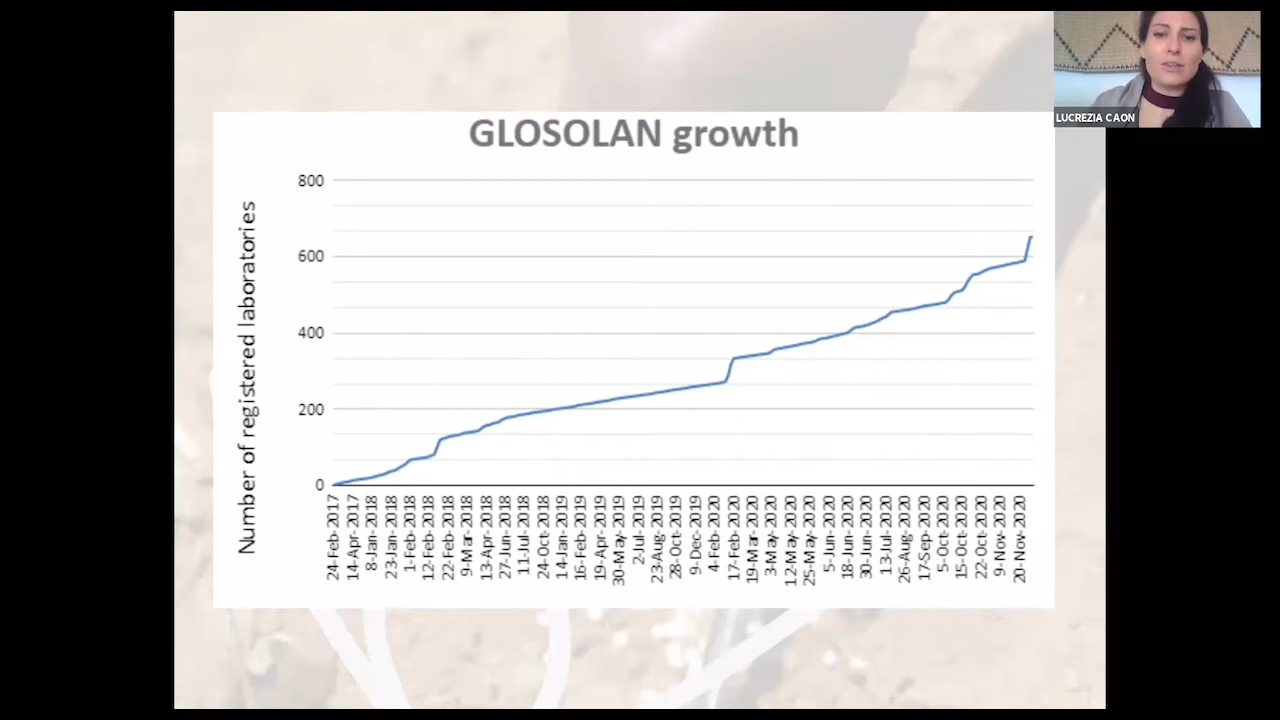 LUCREZIA CAON
GLOSOLAN growth
Number of registered laboratories
800
600
400
200
0
24-Feb-2017
14-Apr-2017
8-Jan-2018
23-Jan-2018
1-Feb-2018
12-Feb-2018
22-Feb-2018
9-Mar-2018
13-Apr-2018
27-Jun-2018
11-Jul-2018
24-Oct-2018
14-Jan-2019
16-Feb-2019
19-Apr-2019
30-May-2019
2-Jul-2019
23-Aug-2019
28-Oct-2019
9-Dec-2019
4-Feb-2020
17-Feb-2020
19-Mar-2020
3-May-2020
12-May-2020
25-May-2020
5-Jun-2020
18-Jun-2020
30-Jun-2020
13-Jul-2020
26-Aug-2020
17-Sep-2020
5-Oct-2020
15-Oct-2020
22-Oct-2020
9-Nov-2020
20-Nov-2020